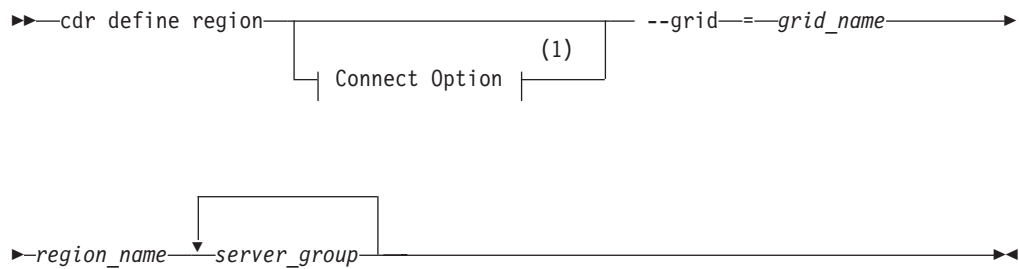 cdr define region --grid = grid_name
(1)
Connect Option
region_name server_group